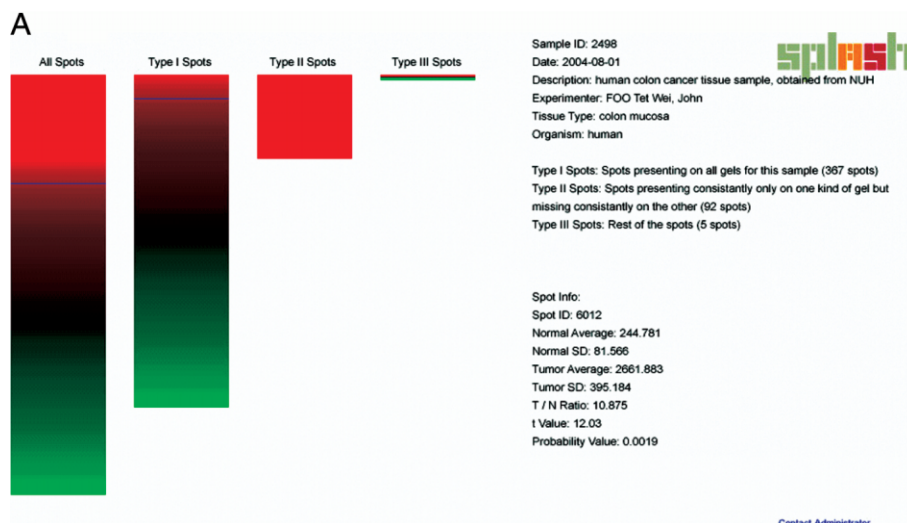 A
All Spots
Type I Spots
Type II Spots
Type III Spots
splash
Sample ID: 2498
Date: 2004-08-01
Description: human colon cancer tissue sample, obtained from NUH
Experimenter: FOO Tet Wei, John
Tissue Type: colon mucosa
Organism: human
Type I Spots: Spots presenting on all gels for this sample (367 spots)
Type II Spots: Spots presenting consistantly only on one kind of gel but
missing consistantly on the other (92 spots)
Type III Spots: Rest of the spots (5 spots)
Spot Info:
Spot ID: 6012
Normal Average: 244.781
Normal SD: 81.566
Tumor Average: 2661.883
Tumor SD: 395.184
T / N Ratio: 10.875
t Value: 12.03
Probability Value: 0.0019
Contact Administrator